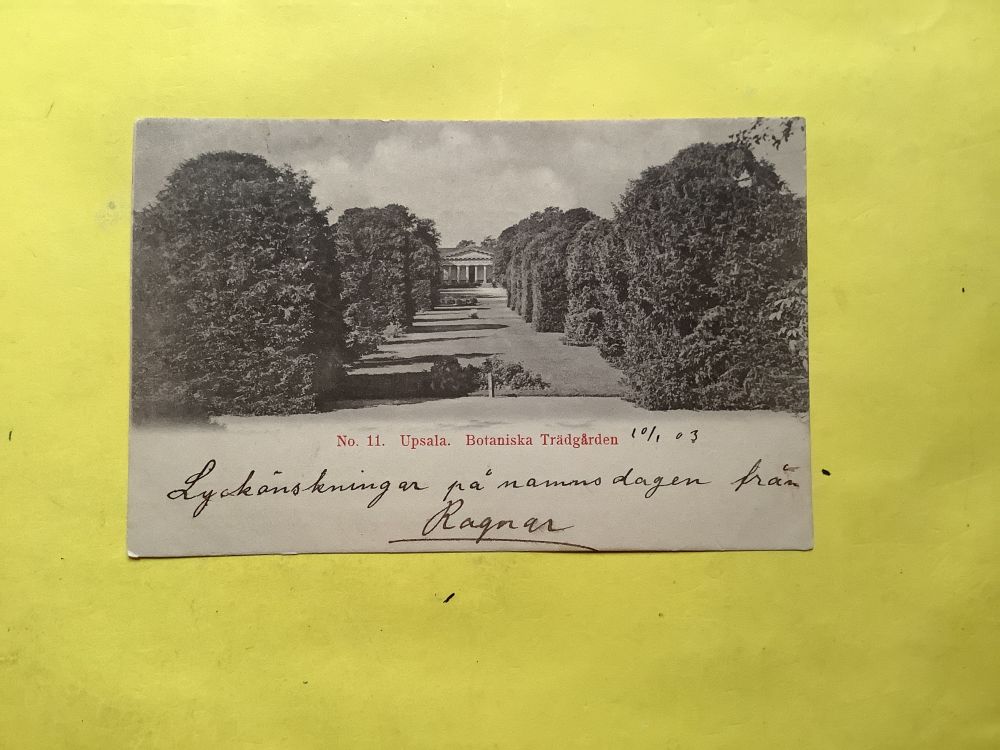 No. 11. Upsala. Botaniska Trädgården 10/1 03
Lyckönskningar på namnsdagen från
Ragnar